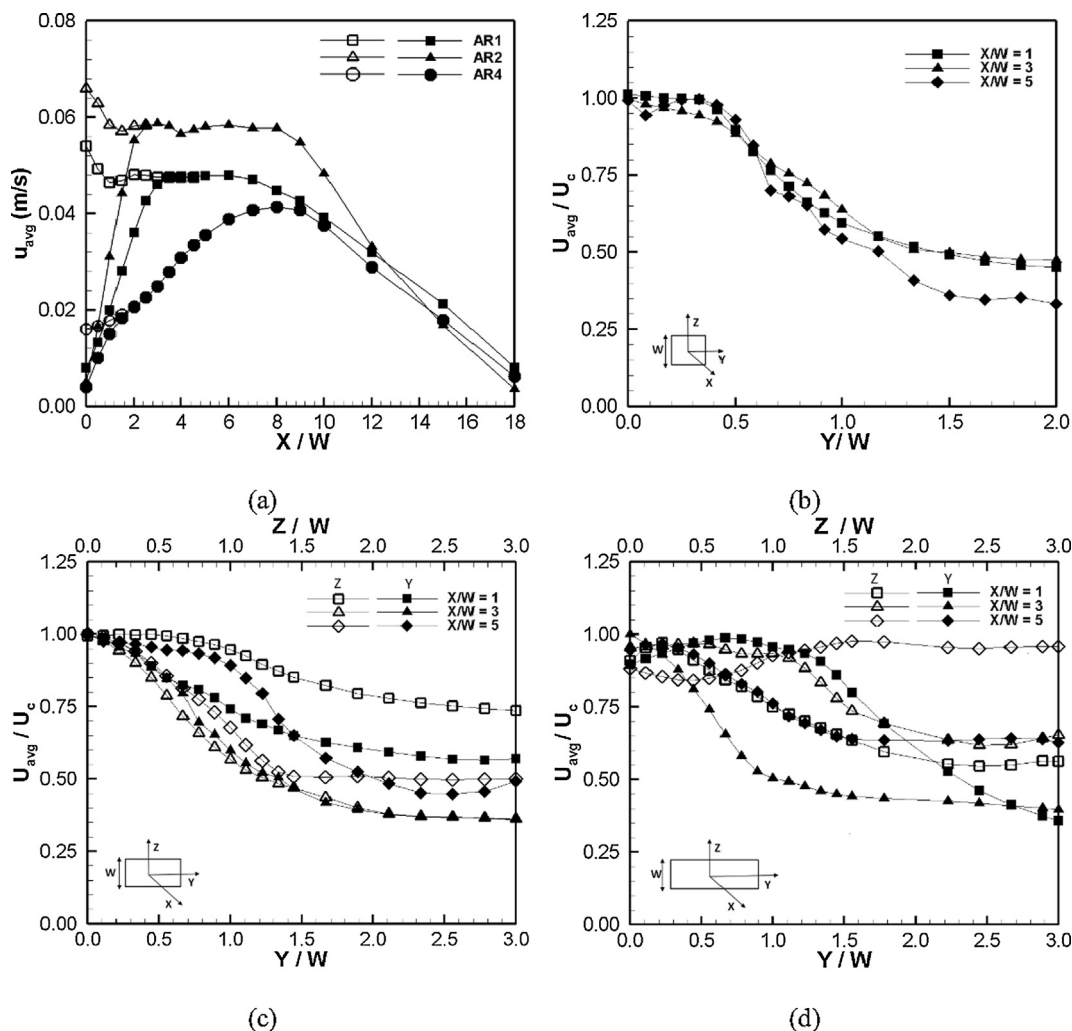 0.08
0.06
0.04
0.02
0.00
u avg (m/s)
AR1
AR2
AR4
0 2 4 6 8 10 12 14 16 18
X / W
(a)
1.25
1.00
0.75
0.50
0.25
0.00
U avg / U c
X/W = 1
X/W = 3
X/W = 5
Z
W
Y
X
0.0 0.5 1.0 1.5 2.0
Y/ W
(b)
Z / W
0.0 0.5 1.0 1.5 2.0 2.5 3.0
1.25
1.00
0.75
0.50
0.25
0.00
U avg / U c
Z Y
X/W = 1
X/W = 3
X/W = 5
Z
W
Y
X
0.0 0.5 1.0 1.5 2.0 2.5 3.0
Y / W
(c)
Z / W
0.0 0.5 1.0 1.5 2.0 2.5 3.0
1.25
1.00
0.75
0.50
0.25
0.00
U avg / U c
Z Y
X/W = 1
X/W = 3
X/W = 5
Z
W
Y
X
0.0 0.5 1.0 1.5 2.0 2.5 3.0
Y / W
(d)